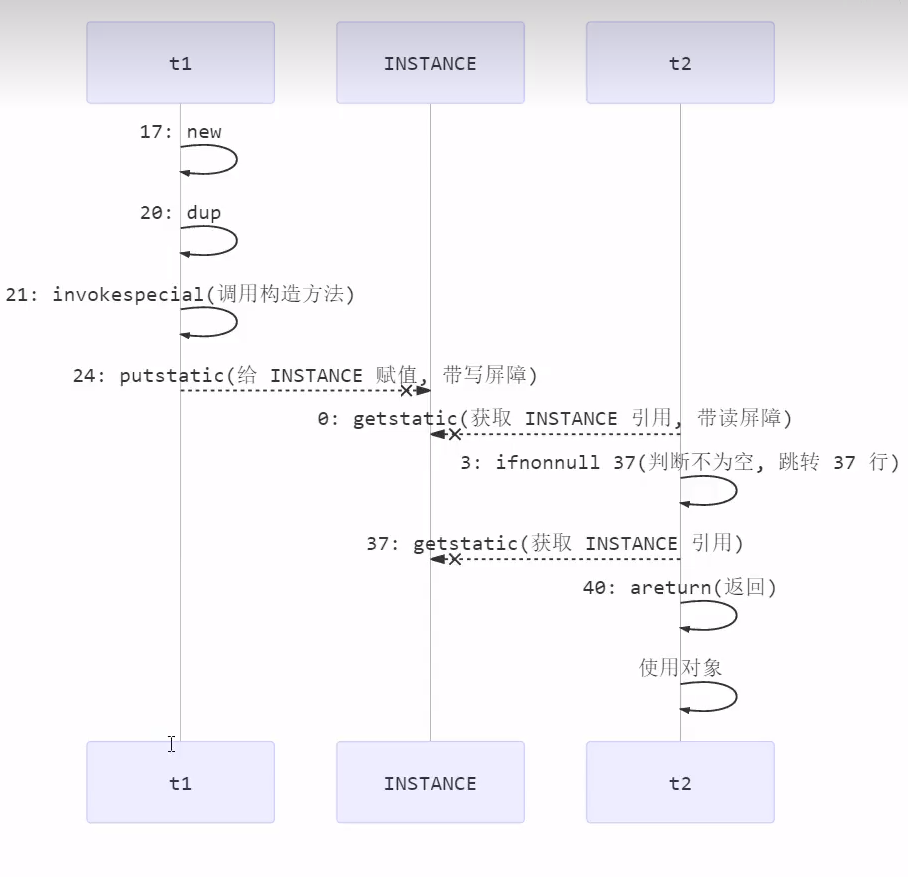 t1
INSTANCE
t2
17: new
20: dup
21: invokespecial(调用构造方法)
24: putstatic(给 INSTANCE 赋值, 带写屏障)
0: getstatic(获取 INSTANCE 引用, 带读屏障)
3: ifnonnull 37(判断不为空, 跳转 37 行)
37: getstatic(获取 INSTANCE 引用)
40: areturn(返回)
使用对象
t1
INSTANCE
t2